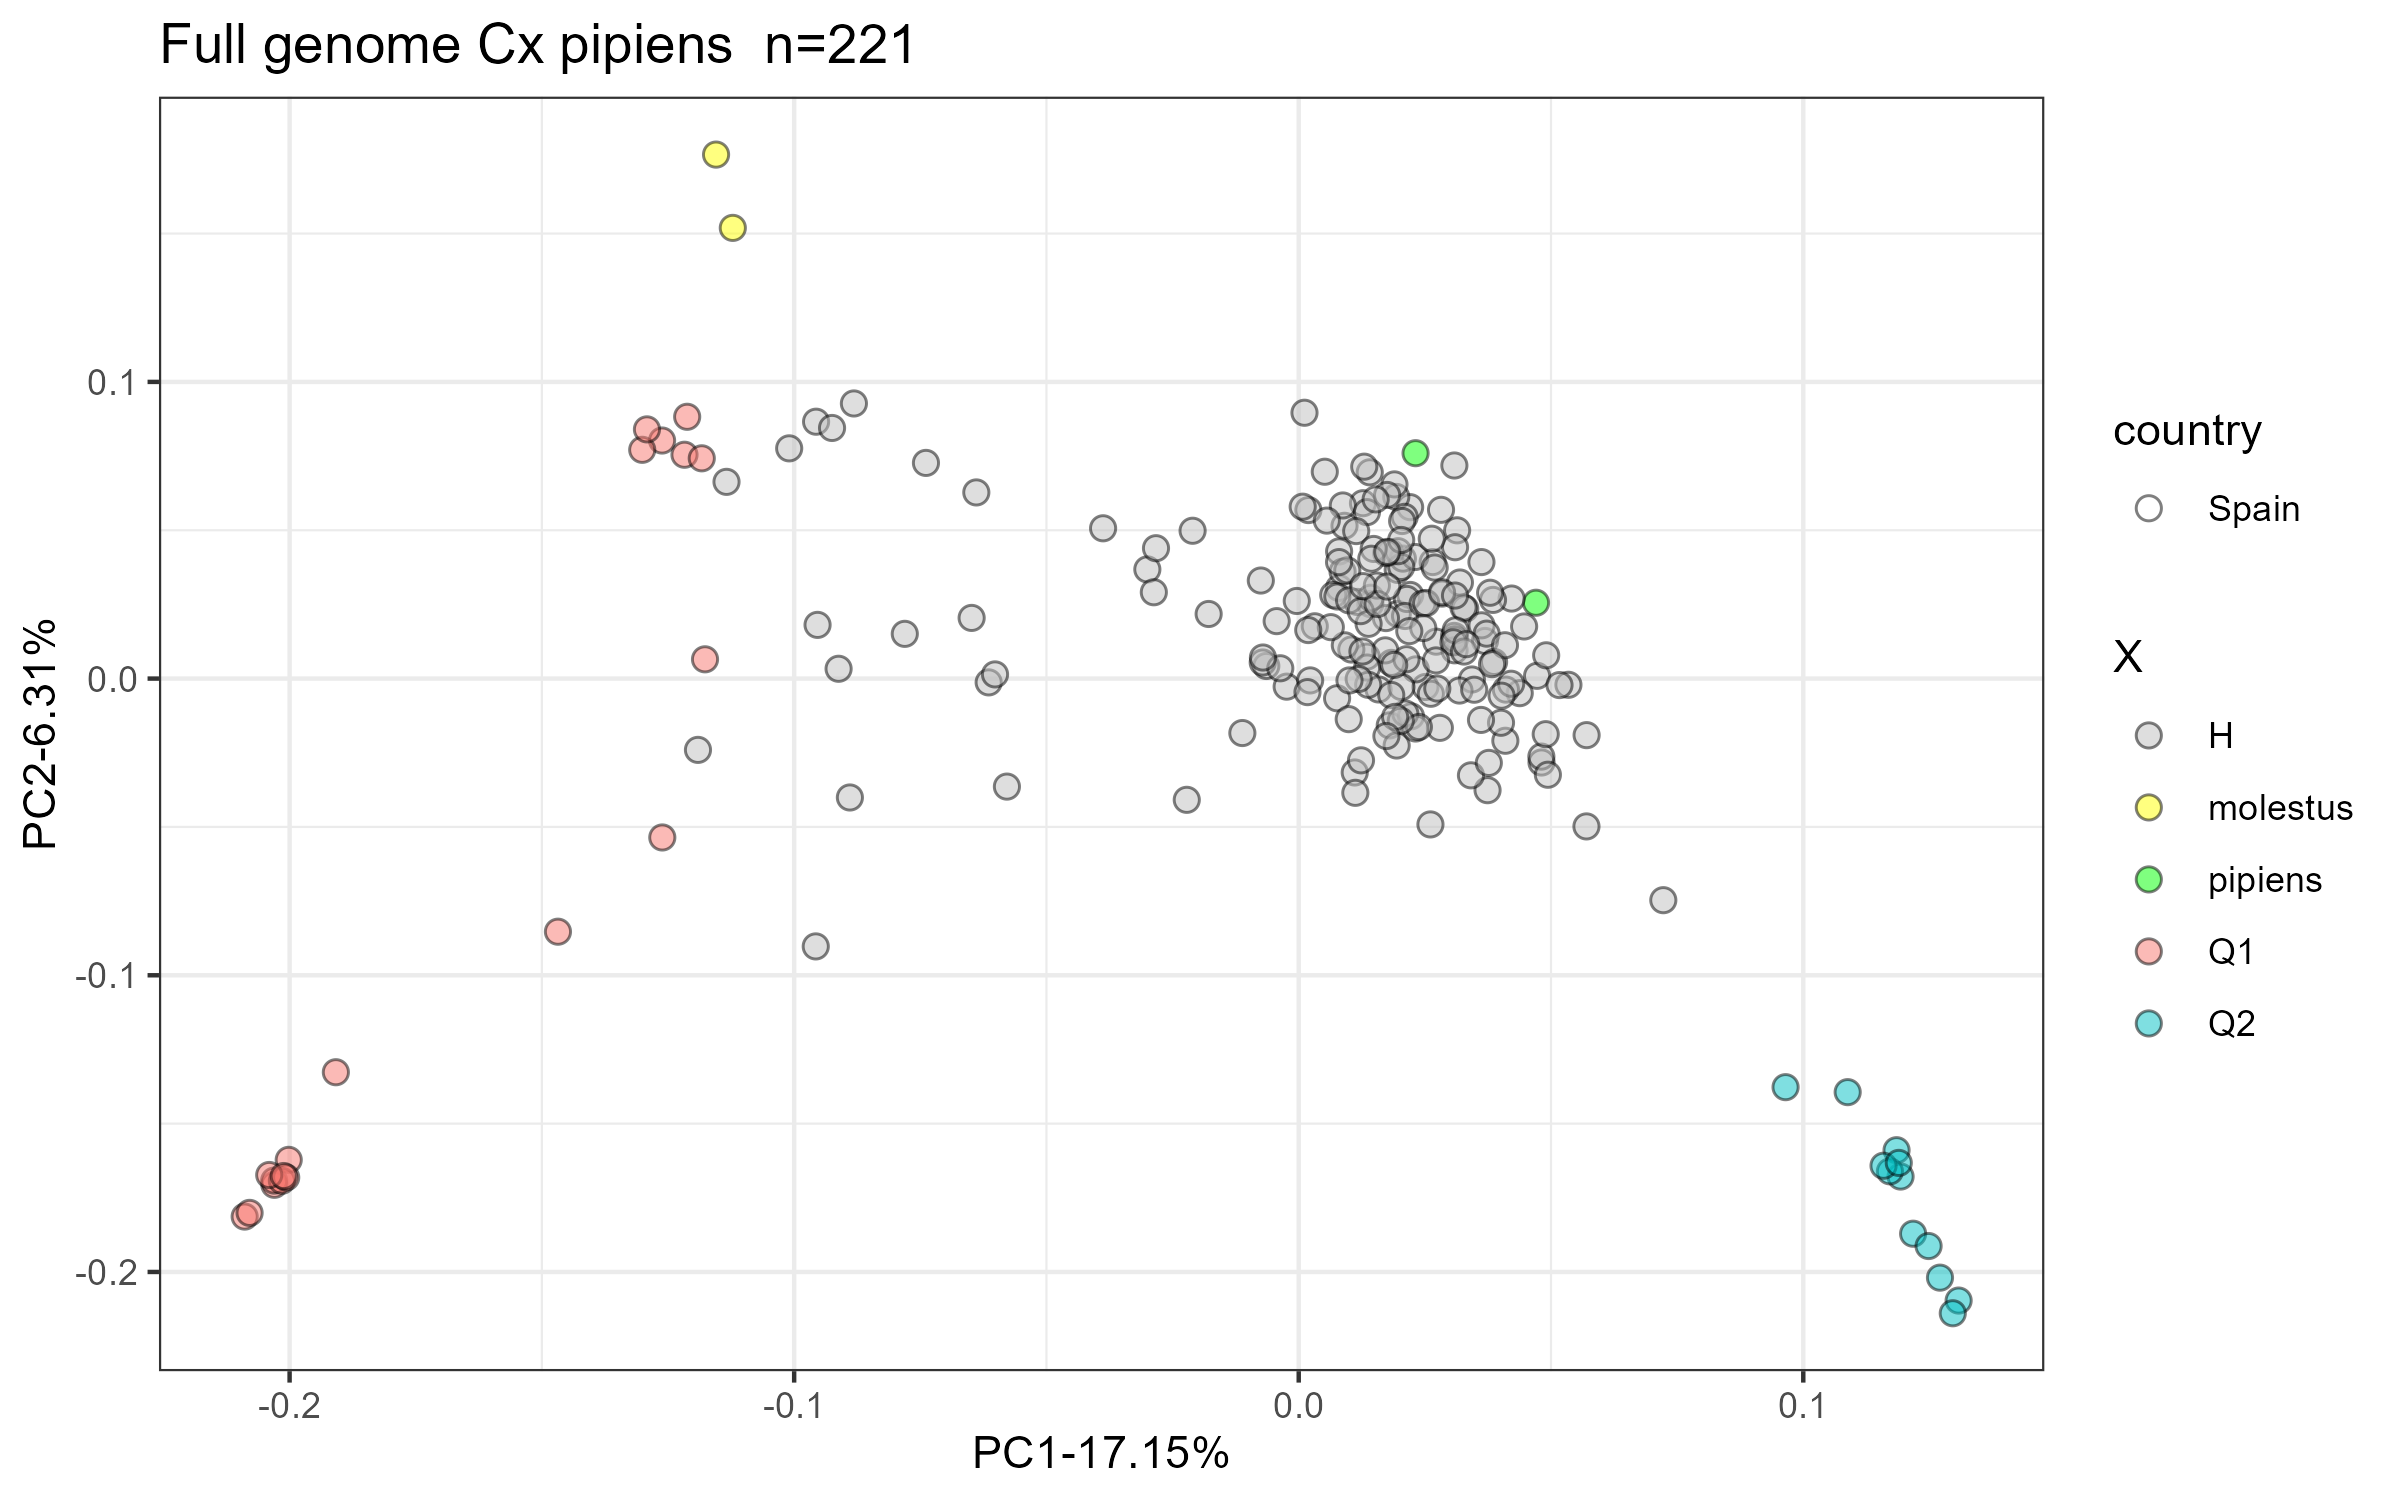 Full genome Cx pipiens  n=221
PC2-6.31%
0.1
0.0
-0.1
-0.2
-0.2
-0.1
0.0
0.1
PC1-17.15%
country
Spain
X
H
molestus
pipiens
Q1
Q2